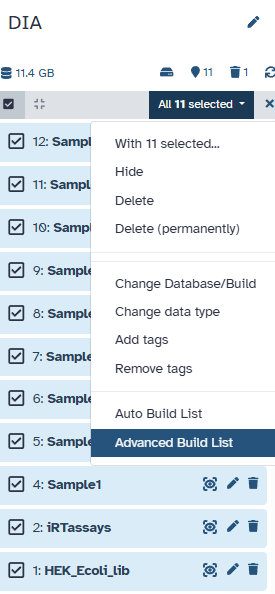 DIA
11.4 GB 11 1
All 11 selected
With 11 selected...
Hide
Delete
Delete (permanently)
Change Database/Build
Change data type
Add tags
Remove tags
Auto Build List
Advanced Build List
12: Sampl
11: Sampl
10: Sampl
9: Sample
8: Sample
7: Sample
6: Sample
5: Sample
4: Sample1
2: iRTassays
1: HEK_Ecoli_lib